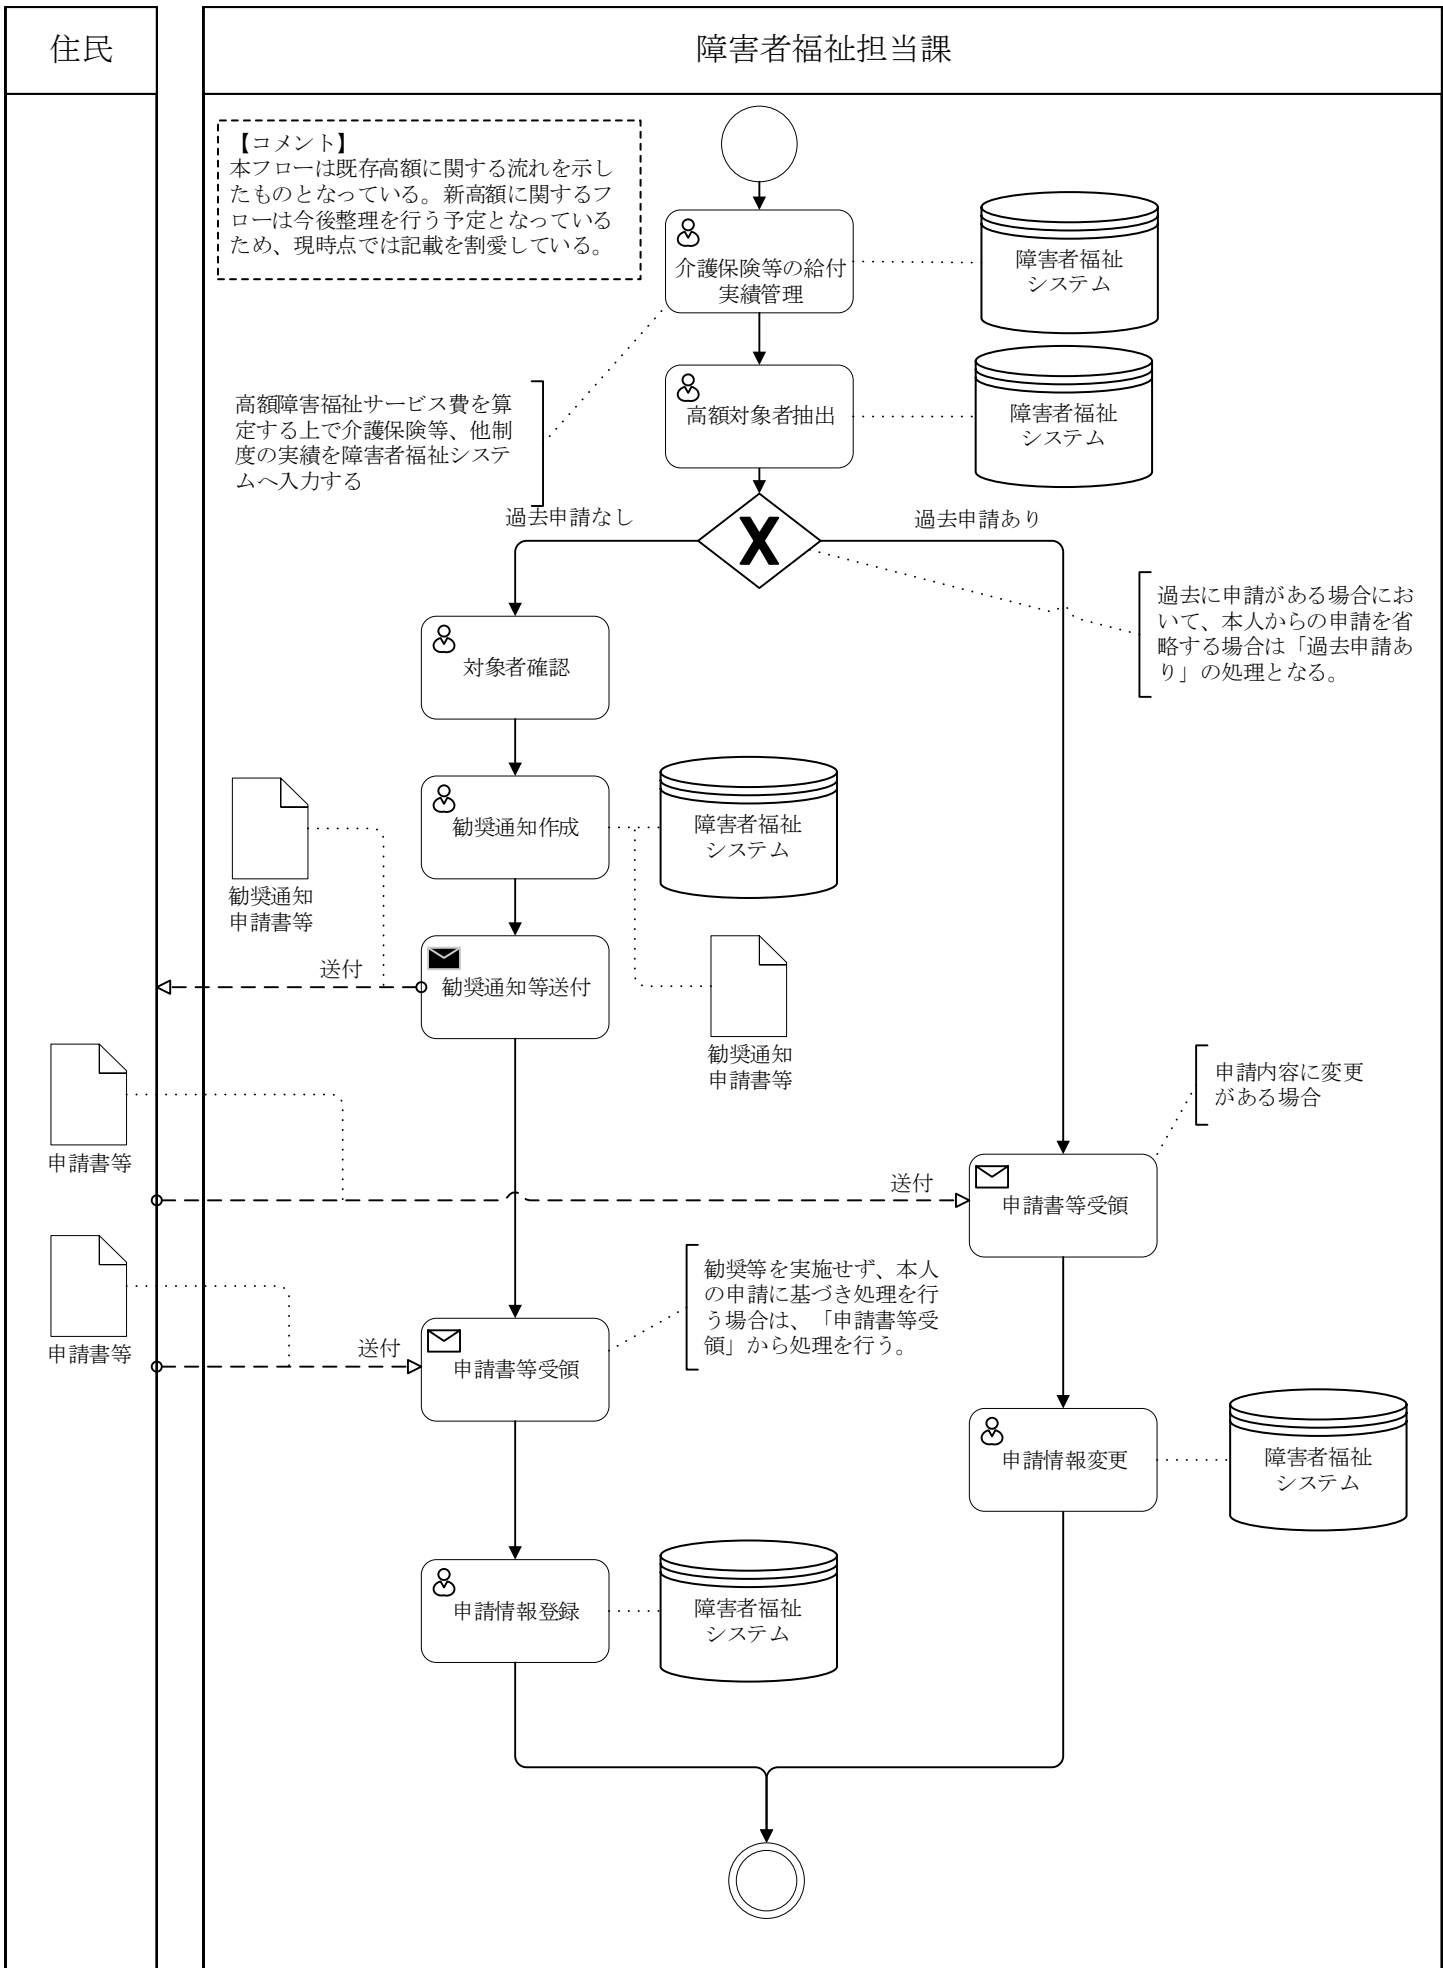 住民
障害者福祉担当課
【コメント】
本フローは既存高額に関する流れを示し
たものとなっている。新高額に関するフ
ローは今後整理を行う予定となっている
ため、現時点では記載を割愛している。
介護保険等の給付
実績管理
障害者福祉
システム
高額対象者抽出
障害者福祉
システム
高額障害福祉サービス費を算
定する上で介護保険等、他制
度の実績を障害者福祉システ
ムへ入力する
過去申請なし
過去申請あり
X
過去に申請がある場合にお
いて、本人からの申請を省
略する場合は「過去申請あ
り」の処理となる。
対象者確認
勧奨通知作成
障害者福祉
システム
勧奨通知
申請書等
送付
勧奨通知等送付
勧奨通知
申請書等
申請内容に変更
がある場合
申請書等
送付
申請書等受領
勧奨等を実施せず、本人
の申請に基づき処理を行
う場合は、「申請書等受
領」から処理を行う。
申請書等
送付
申請書等受領
申請情報変更
障害者福祉
システム
申請情報登録
障害者福祉
システム